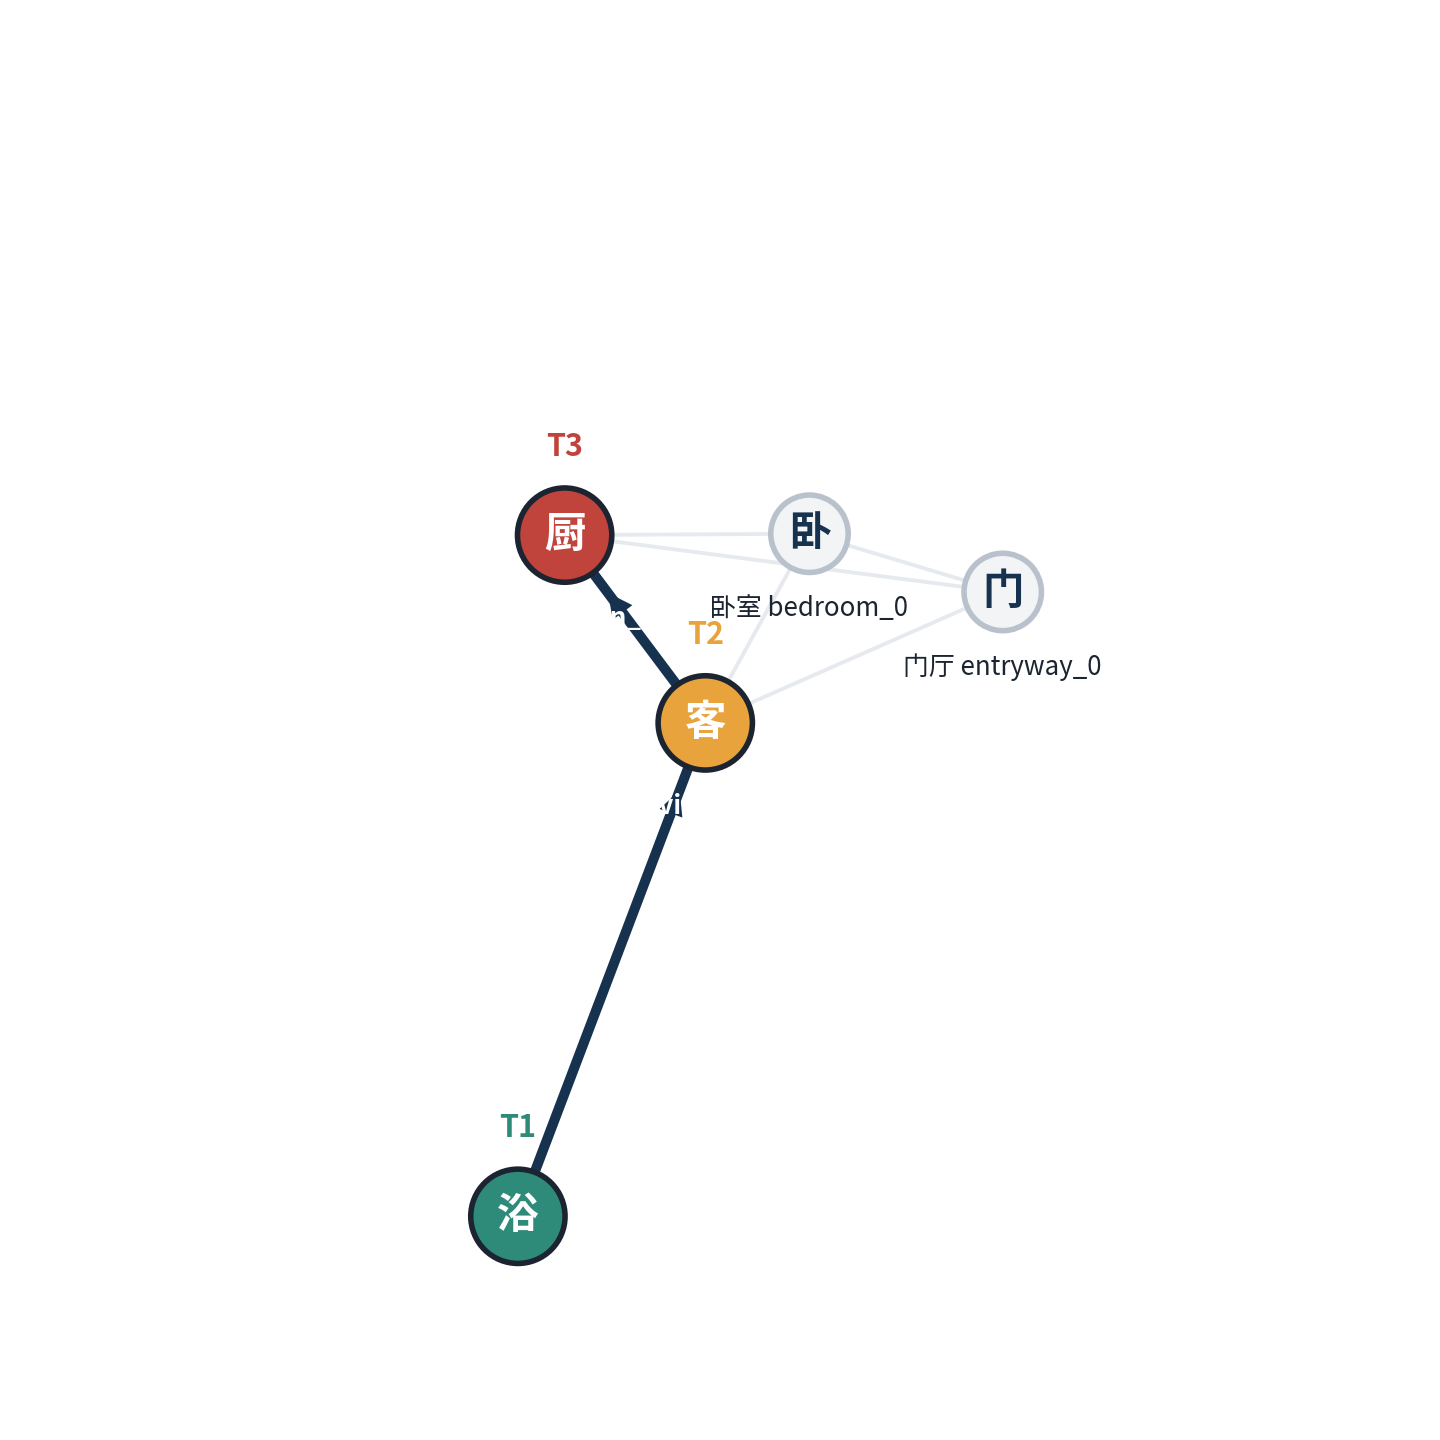 T3
厨
卧
门
卧室 bedroom_0
T2
门厅 entryway_0
客
T1
浴